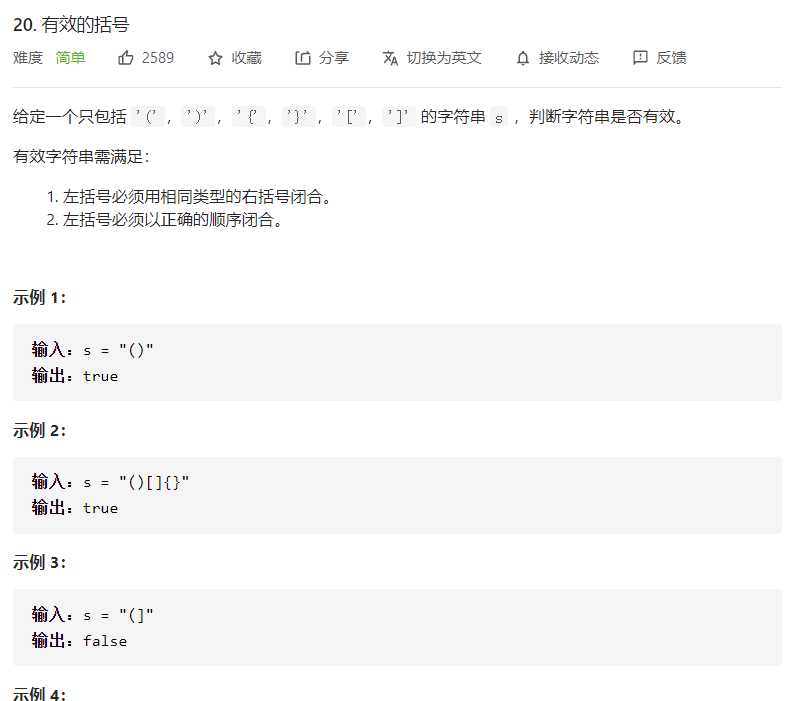 20. 有效的括号
难度 简单 2589 收藏 分享 切换为英文 接收动态 反馈
给定一个只包括 '('，')'，'{'，'}'，'['，']' 的字符串 s ，判断字符串是否有效。
有效字符串需满足：
1. 左括号必须用相同类型的右括号闭合。
2. 左括号必须以正确的顺序闭合。
示例 1：
输入：s = "()"
输出：true
示例 2：
输入：s = "()[]{}"
输出：true
示例 3：
输入：s = "(]"
输出：false
示例 4：